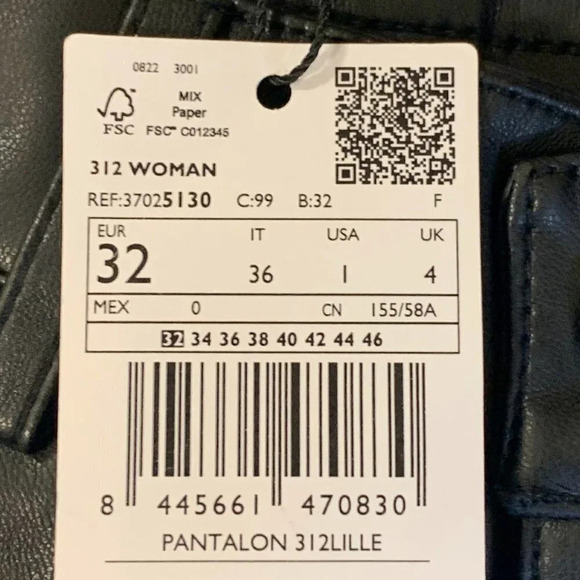 0822 3001
MIX
Paper
FSC FSC™ C012345
312 WOMAN
REF:37025130 C:99 B:32 F
EUR IT USA UK
32 36 1 4
MEX 0 CN 155/58A
32 34 36 38 40 42 44 46
8 445661 470830
PANTALON 312LILLE